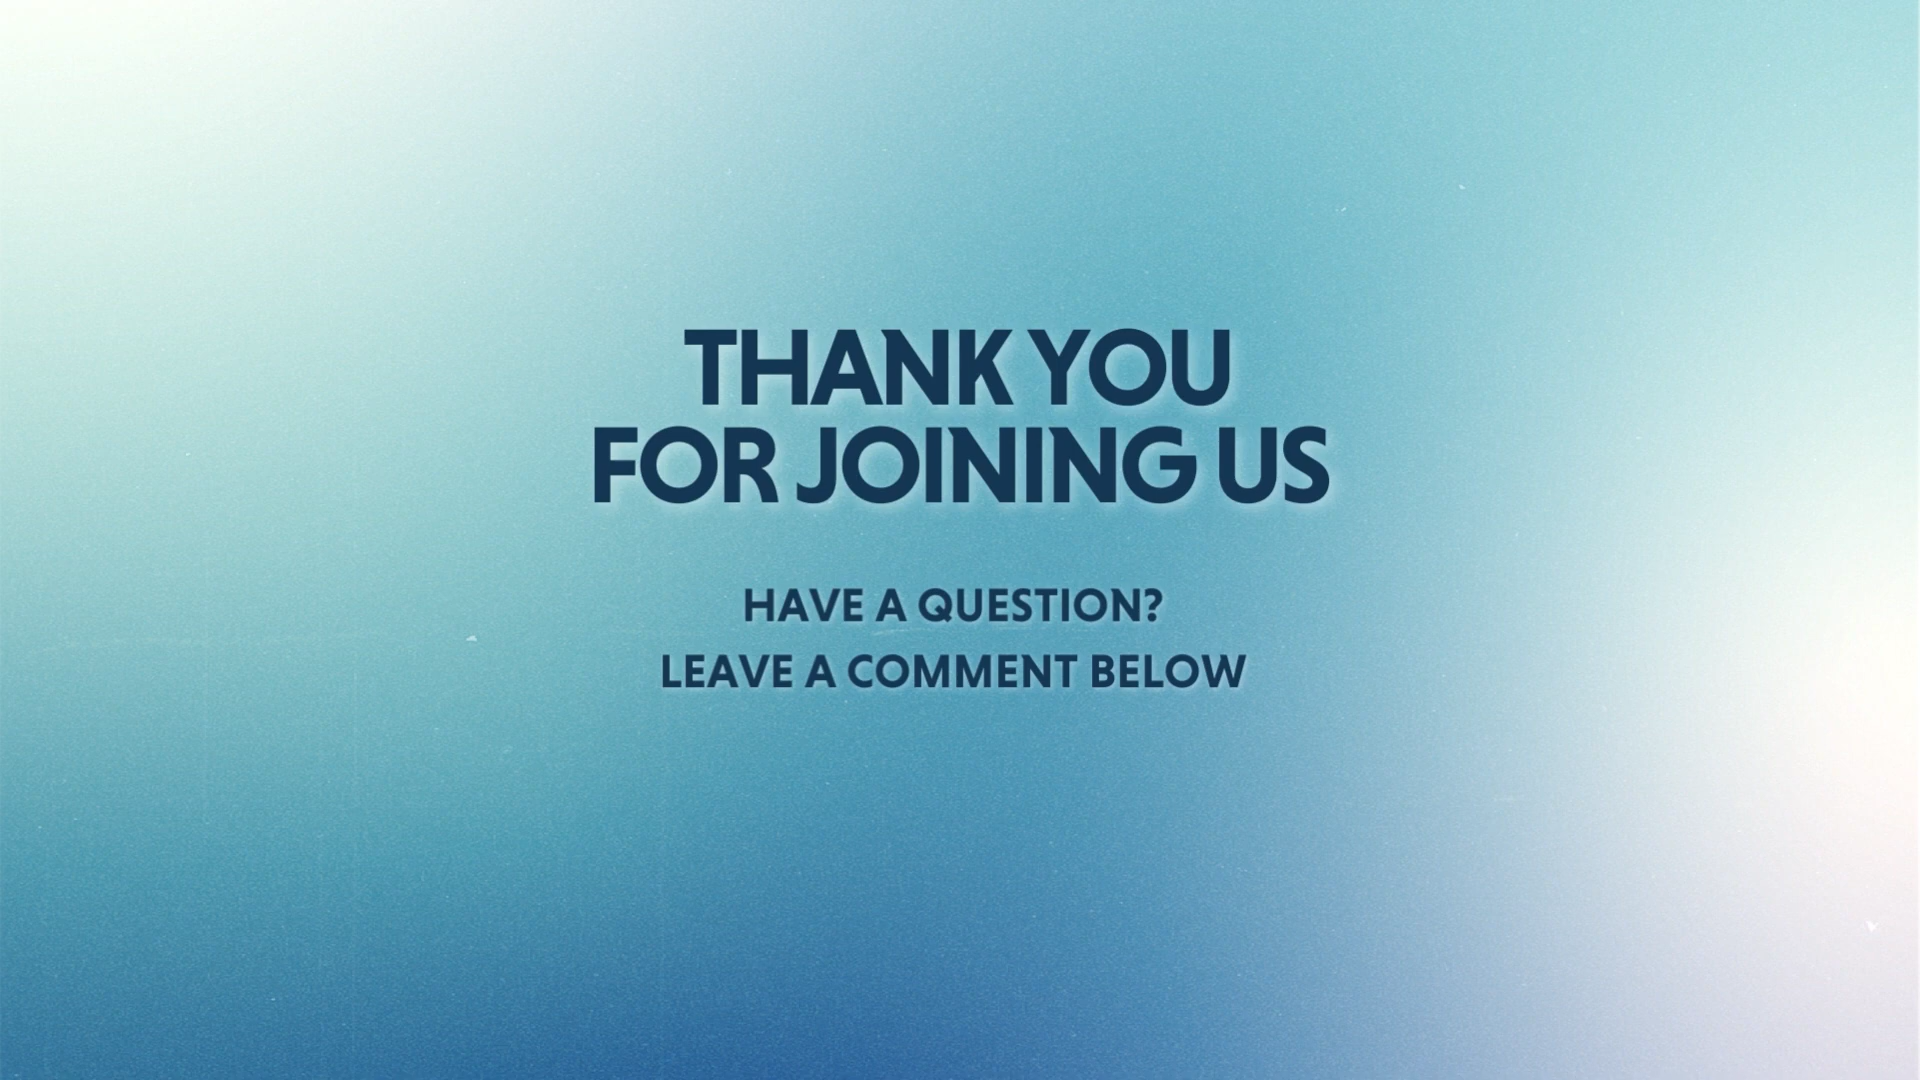 THANK YOU
FOR JOINING US
HAVE A QUESTION?
LEAVE A COMMENT BELOW